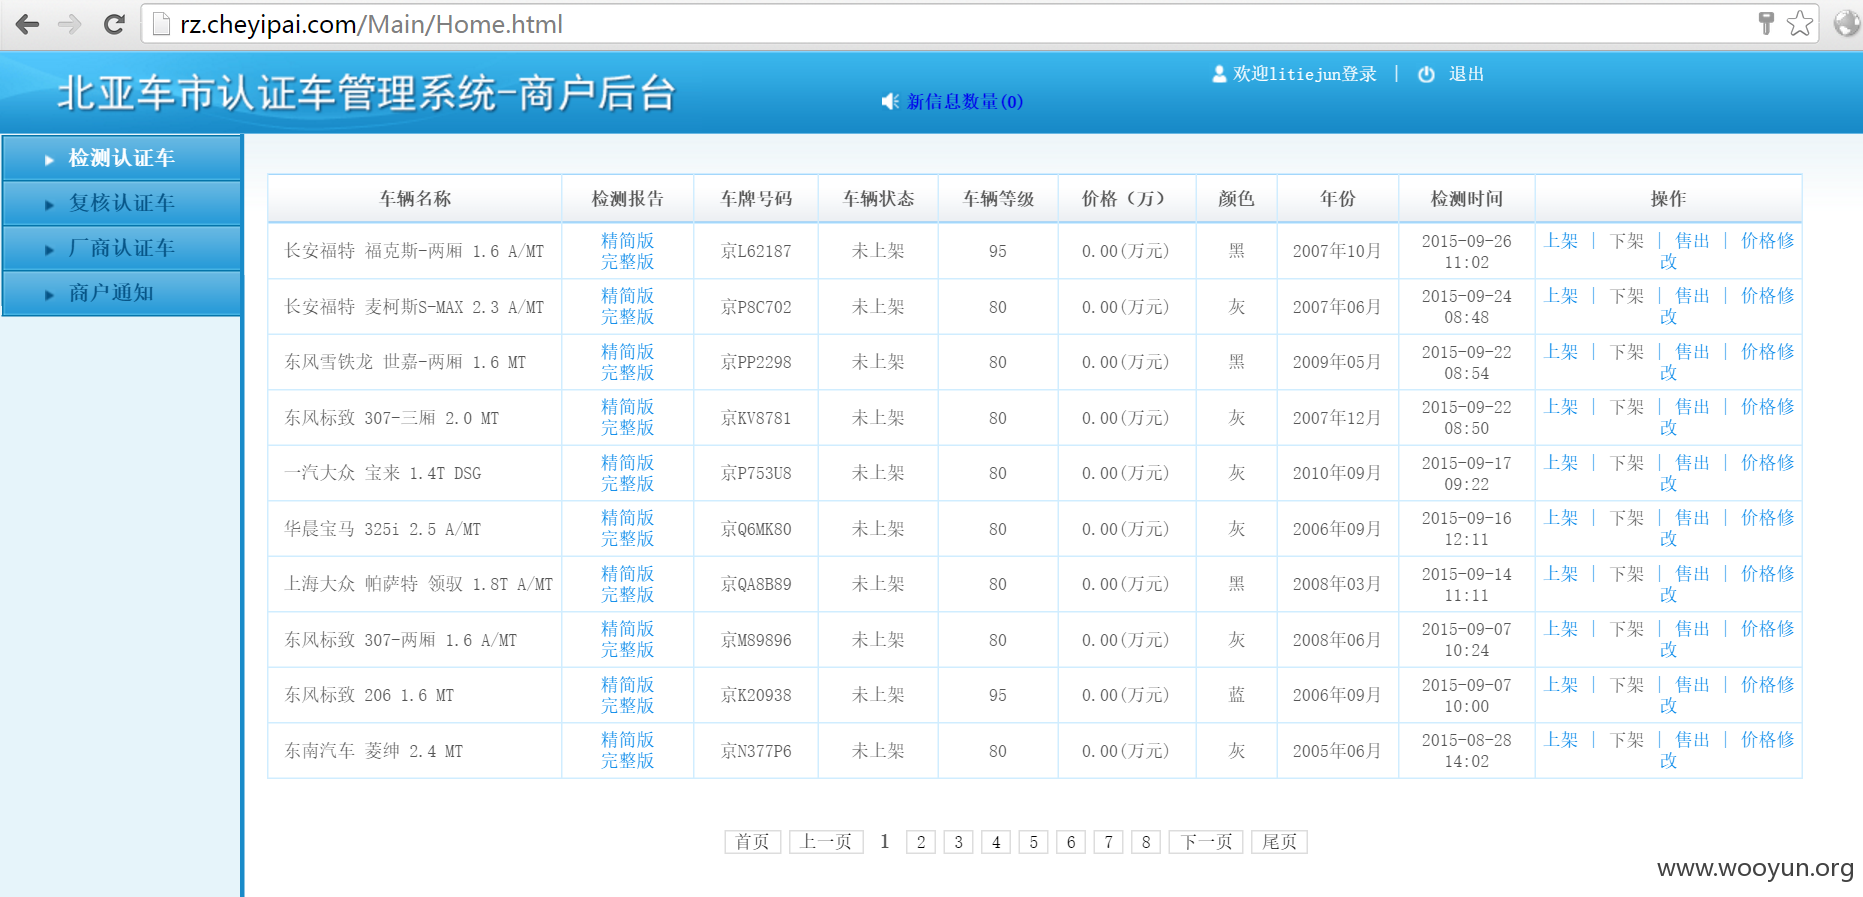 rz.cheyipai.com/Main/Home.html
北亚车市认证车管理系统-商户后台
新信息数量(0)
欢迎litiejun登录 | 退出
检测认证车
复核认证车
厂商认证车
商户通知
车辆名称 检测报告 车牌号码 车辆状态 车辆等级 价格（万） 颜色 年份 检测时间 操作
长安福特 福克斯-两厢 1.6 A/MT 精简版 完整版 京L62187 未上架 95 0.00(万元) 黑 2007年10月 2015-09-26 11:02 上架 | 下架 | 售出 | 价格修改
长安福特 麦柯斯S-MAX 2.3 A/MT 精简版 完整版 京P8C702 未上架 80 0.00(万元) 灰 2007年06月 2015-09-24 08:48 上架 | 下架 | 售出 | 价格修改
东风雪铁龙 世嘉-两厢 1.6 MT 精简版 完整版 京PP2298 未上架 80 0.00(万元) 黑 2009年05月 2015-09-22 08:54 上架 | 下架 | 售出 | 价格修改
东风标致 307-三厢 2.0 MT 精简版 完整版 京KV8781 未上架 80 0.00(万元) 灰 2007年12月 2015-09-22 08:50 上架 | 下架 | 售出 | 价格修改
一汽大众 宝来 1.4T DSG 精简版 完整版 京P753U8 未上架 80 0.00(万元) 灰 2010年09月 2015-09-17 09:22 上架 | 下架 | 售出 | 价格修改
华晨宝马 325i 2.5 A/MT 精简版 完整版 京Q6MK80 未上架 80 0.00(万元) 灰 2006年09月 2015-09-16 12:11 上架 | 下架 | 售出 | 价格修改
上海大众 帕萨特 领驭 1.8T A/MT 精简版 完整版 京QA8B89 未上架 80 0.00(万元) 黑 2008年03月 2015-09-14 11:11 上架 | 下架 | 售出 | 价格修改
东风标致 307-两厢 1.6 A/MT 精简版 完整版 京M89896 未上架 80 0.00(万元) 灰 2008年06月 2015-09-07 10:24 上架 | 下架 | 售出 | 价格修改
东风标致 206 1.6 MT 精简版 完整版 京K20938 未上架 95 0.00(万元) 蓝 2006年09月 2015-09-07 10:00 上架 | 下架 | 售出 | 价格修改
东南汽车 菱绅 2.4 MT 精简版 完整版 京N377P6 未上架 80 0.00(万元) 灰 2005年06月 2015-08-28 14:02 上架 | 下架 | 售出 | 价格修改
首页 上一页 1 2 3 4 5 6 7 8 下一页 尾页
www.wooyun.org